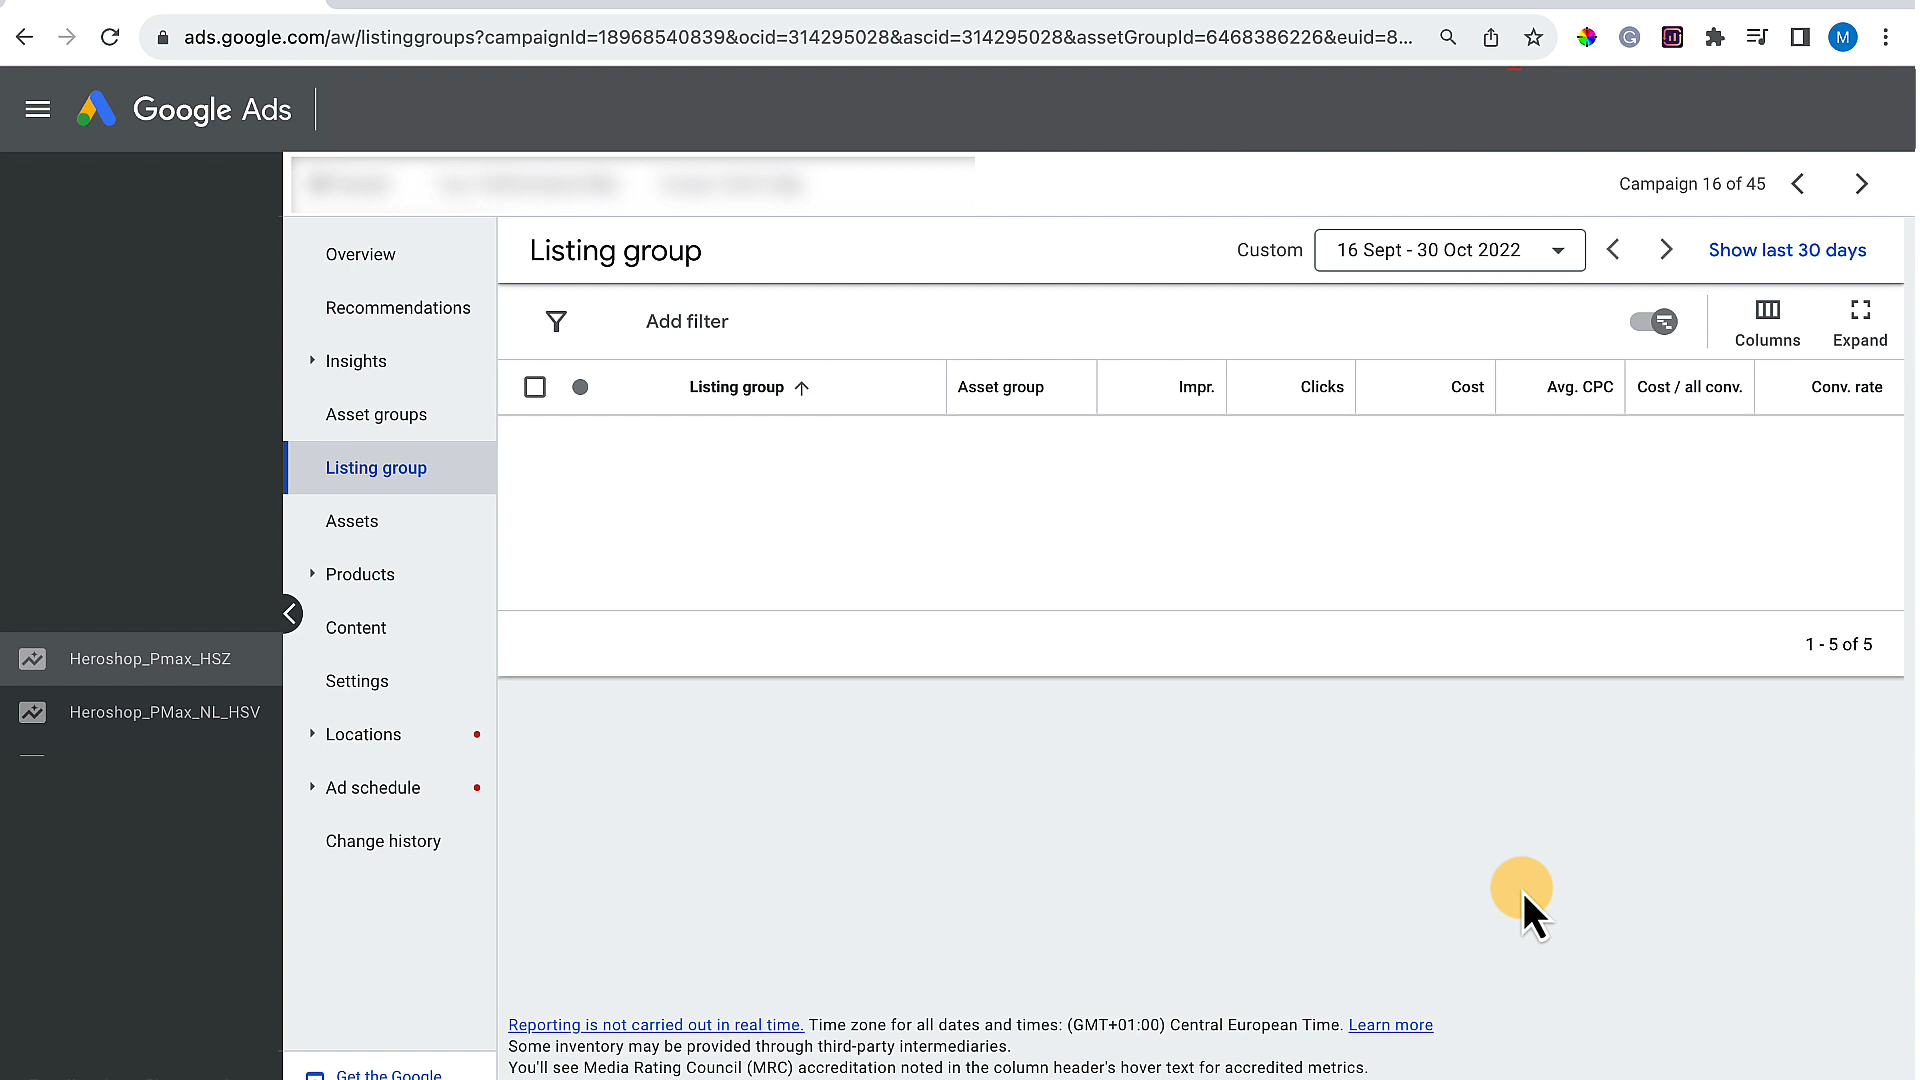 ads.google.com/aw/listinggroups?campaignId=18968540839&ocid=314295028&ascid=314295028&assetGroupId=6468386226&euid=8...
M
Google Ads
Campaign 16 of 45
Overview
Recommendations
Insights
Asset groups
Listing group
Assets
Products
Content
Settings
Locations
Ad schedule
Change history
Get the Google
Heroshop_Pmax_HSZ
Heroshop_PMax_NL_HSV
Listing group
Custom 16 Sept - 30 Oct 2022 Show last 30 days
Add filter
Columns Expand
Listing group Asset group Impr. Clicks Cost Avg. CPC Cost / all conv. Conv. rate
1 - 5 of 5
Reporting is not carried out in real time. Time zone for all dates and times: (GMT+01:00) Central European Time. Learn more
Some inventory may be provided through third-party intermediaries.
You'll see Media Rating Council (MRC) accreditation noted in the column header's hover text for accredited metrics.